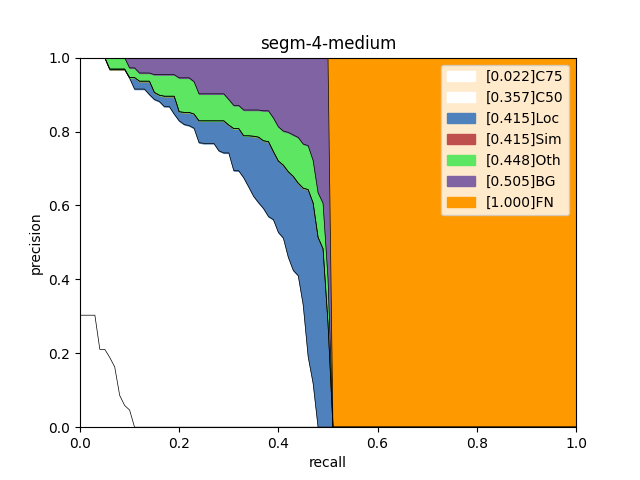 segm-4-medium
precision
1.0
0.8
0.6
0.4
0.2
0.0
[0.022]C75
[0.357]C50
[0.415]Loc
[0.415]Sim
[0.448]Oth
[0.505]BG
[1.000]FN
0.0 0.2 0.4 0.6 0.8 1.0
recall